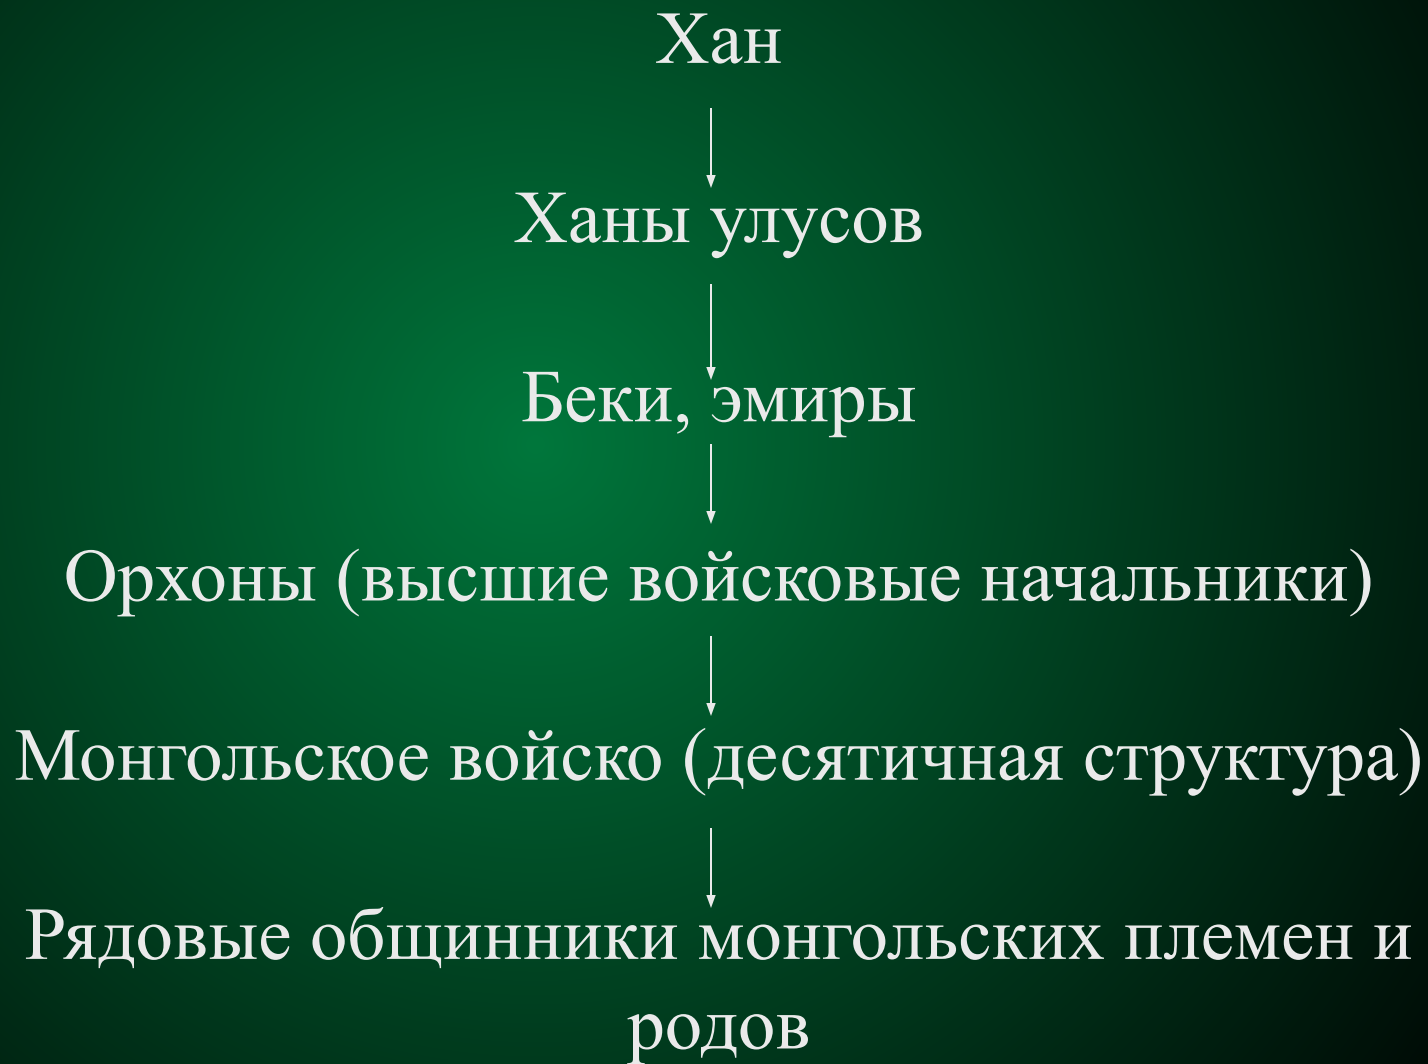 Хан
Ханы улусов
Беки, эмиры
Орхоны (высшие войсковые начальники)
Монгольское войско (десятичная структура)
Рядовые общинники монгольских племен и
родов